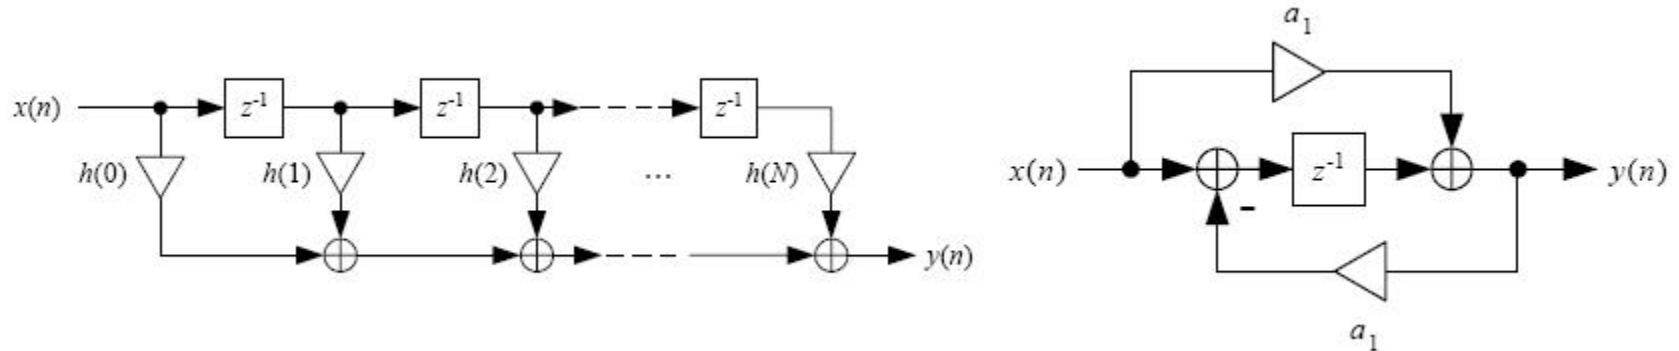 x(n) z⁻¹ z⁻¹ z⁻¹
h(0) h(1) h(2) ... h(N)
y(n)
a₁
x(n) z⁻¹ y(n)
-
a₁